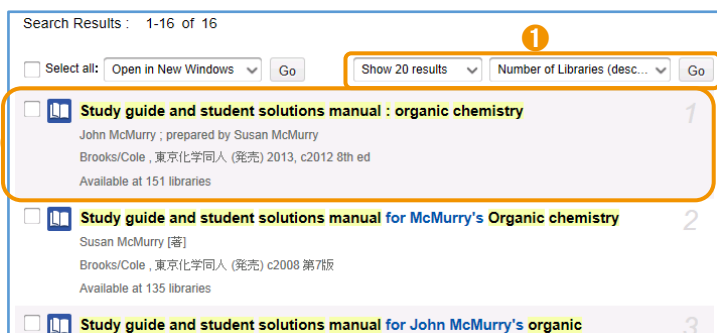 Search Results : 1-16 of 16
1
Select all: Open in New Windows Go Show 20 results Number of Libraries (desc... Go
Study guide and student solutions manual : organic chemistry 1
John McMurry ; prepared by Susan McMurry
Brooks/Cole , 東京化学同人 (発売) 2013, c2012 8th ed
Available at 151 libraries
Study guide and student solutions manual for McMurry's Organic chemistry 2
Susan McMurry [著]
Brooks/Cole , 東京化学同人 (発売) c2008 第7版
Available at 135 libraries
Study guide and student solutions manual for John McMurry's organic 3